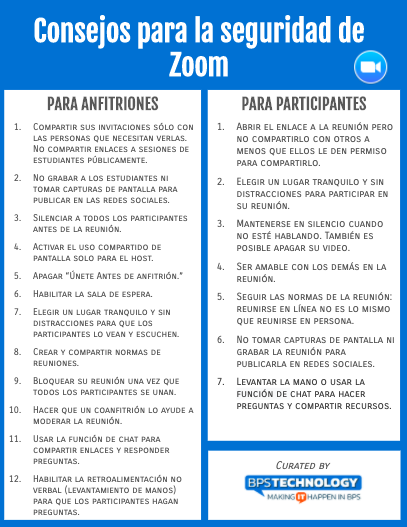 Consejos para la seguridad de
Zoom
PARA ANFITRIONES
1. Compartir sus invitaciones sólo con
las personas que necesitan verlas.
No compartir enlaces a sesiones de
estudiantes públicamente.
2. No grabar a los estudiantes ni
tomar capturas de pantalla para
publicar en las redes sociales.
3. Silenciar a todos los participantes
antes de la reunión.
4. Activar el uso compartido de
pantalla solo para el host.
5. Apagar "Únete Antes de anfitrión."
6. Habilitar la sala de espera.
7. Elegir un lugar tranquilo y sin
distracciones para que los
participantes lo vean y escuchen.
8. Crear y compartir normas de
reuniones.
9. Bloquear su reunión una vez que
todos los participantes se unan.
10. Hacer que un coanfitrión lo ayude a
moderar la reunión.
11. Usar la función de chat para
compartir enlaces y responder
preguntas.
12. Habilitar la retroalimentación no
verbal (levantamiento de manos)
para que los participantes hagan
preguntas.
PARA PARTICIPANTES
1. Abrir el enlace a la reunión pero
no compartirlo con otros a
menos que ellos le den permiso
para compartirlo.
2. Elegir un lugar tranquilo y sin
distracciones para participar en
su reunión.
3. Mantenerse en silencio cuando
no esté hablando. También es
posible apagar su video.
4. Ser amable con los demás en la
reunión.
5. Seguir las normas de la reunión:
reunirse en línea no es lo mismo
que reunirse en persona.
6. No tomar capturas de pantalla ni
grabar la reunión para
publicarla en redes sociales.
7. Levantar la mano o usar la
función de chat para hacer
preguntas y compartir recursos.
Curated by
BPSTECHNOLOGY
MAKING IT HAPPEN IN BPS